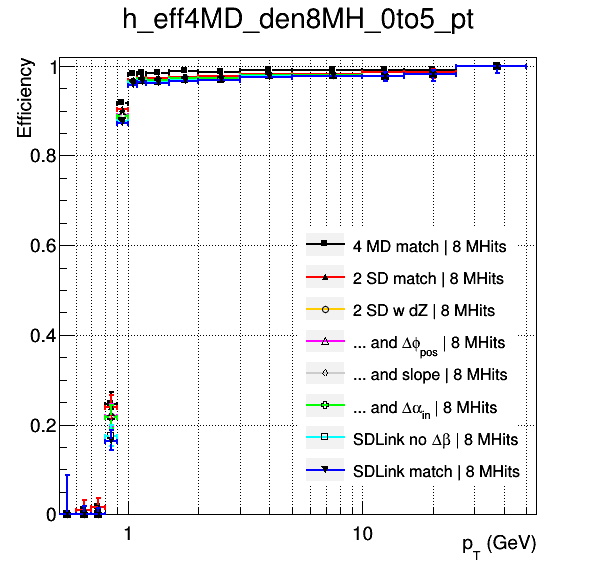 h_eff4MD_den8MH_0to5_pt
Efficiency
1
0.8
0.6
0.4
0.2
0
4 MD match | 8 MHits
2 SD match | 8 MHits
2 SD w dZ | 8 MHits
... and Δϕpos | 8 MHits
... and slope | 8 MHits
... and Δαin | 8 MHits
SDLink no Δβ | 8 MHits
SDLink match | 8 MHits
1
10
pT (GeV)